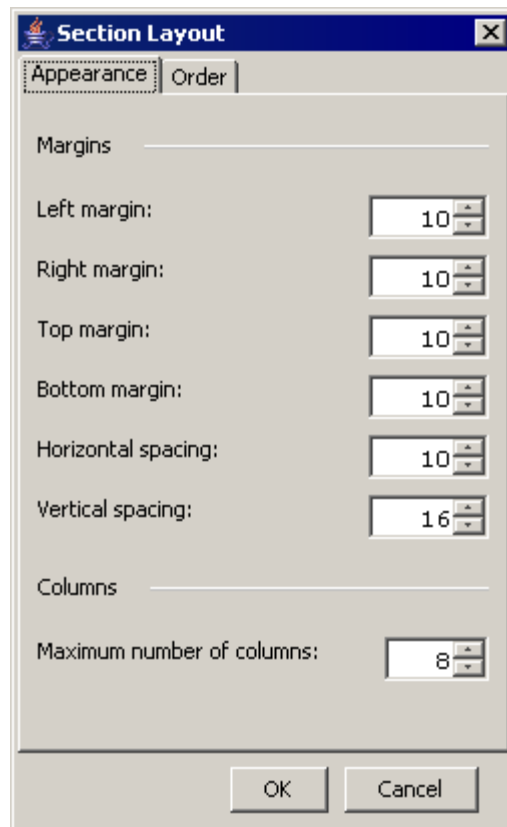 Section Layout
Appearance Order
Margins
Left margin: 10
Right margin: 10
Top margin: 10
Bottom margin: 10
Horizontal spacing: 10
Vertical spacing: 16
Columns
Maximum number of columns: 8
OK Cancel